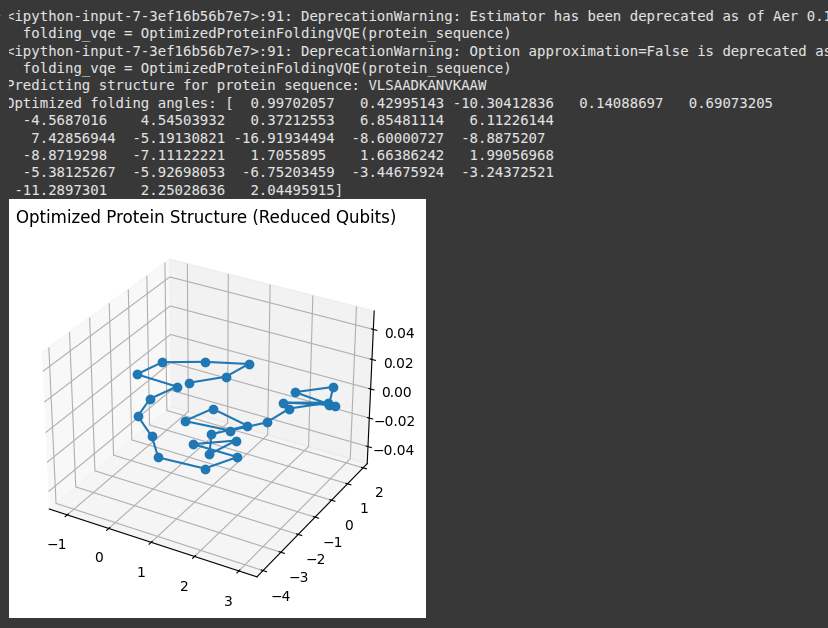 <ipython-input-7-3ef16b56b7e7>:91: DeprecationWarning: Estimator has been deprecated as of Aer 0.1
folding_vqe = OptimizedProteinFoldingVQE(protein_sequence)
<ipython-input-7-3ef16b56b7e7>:91: DeprecationWarning: Option approximation=False is deprecated as
folding_vqe = OptimizedProteinFoldingVQE(protein_sequence)
Predicting structure for protein sequence: VLSAADKANVKAAW
Optimized folding angles: [  0.99702057   0.42995143 -10.30412836   0.14088697   0.69073205
-4.5687016    4.54503932   0.37212553   6.85481114   6.11226144
7.42856944  -5.19130821 -16.91934494  -8.60000727  -8.8875207
-8.8719298   -7.11122221   1.7055895    1.66386242   1.99056968
-5.38125267  -5.92698053  -6.75203459  -3.44675924  -3.24372521
-11.2897301    2.25028636   2.04495915]
Optimized Protein Structure (Reduced Qubits)
0.04
0.02
0.00
−0.02
−0.04
2
1
0
−1
−2
−3
−4
−1
0
1
2
3